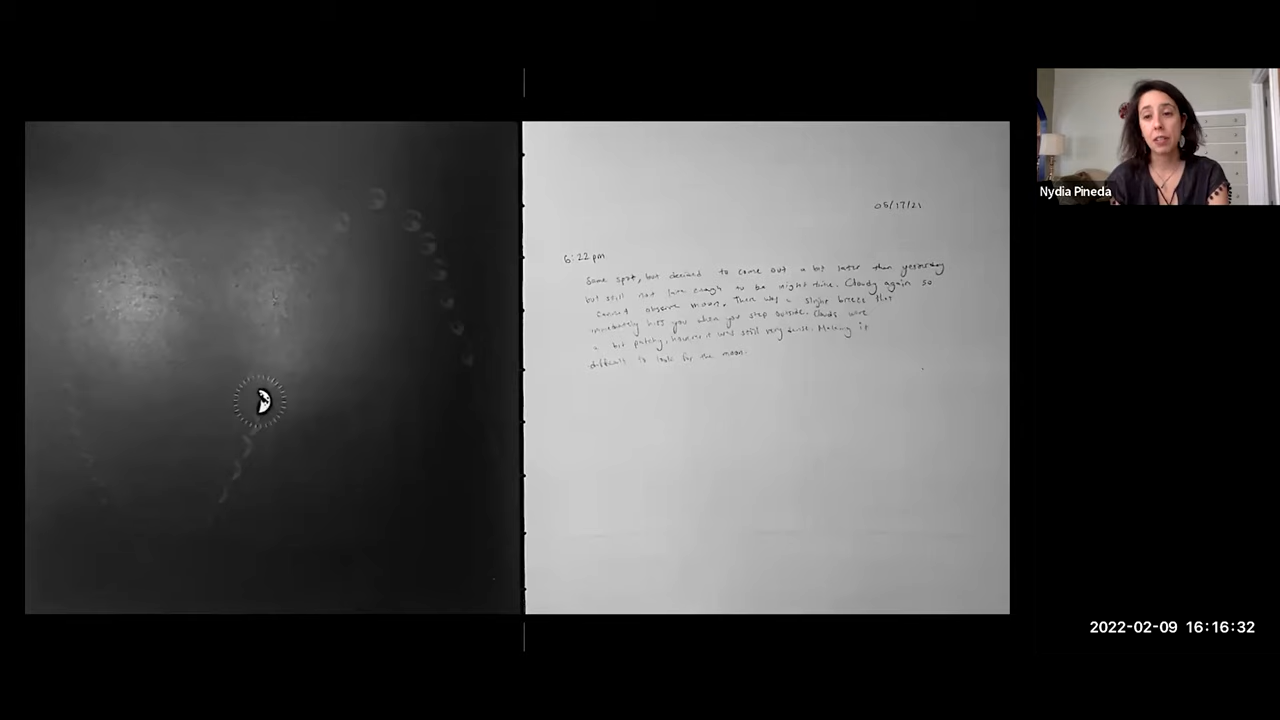 05/17/21
6:22 pm
Same spot, but decided to come out a bit later than yesterday
but still not late enough to be night time. Cloudy again so
cannot observe moon. There was a slight breeze that
immediately hits you when you step outside. Clouds were
a bit patchy, however it was still very dense. Making it
difficult to look for the moon.
Nydia Pineda
2022-02-09 16:16:32